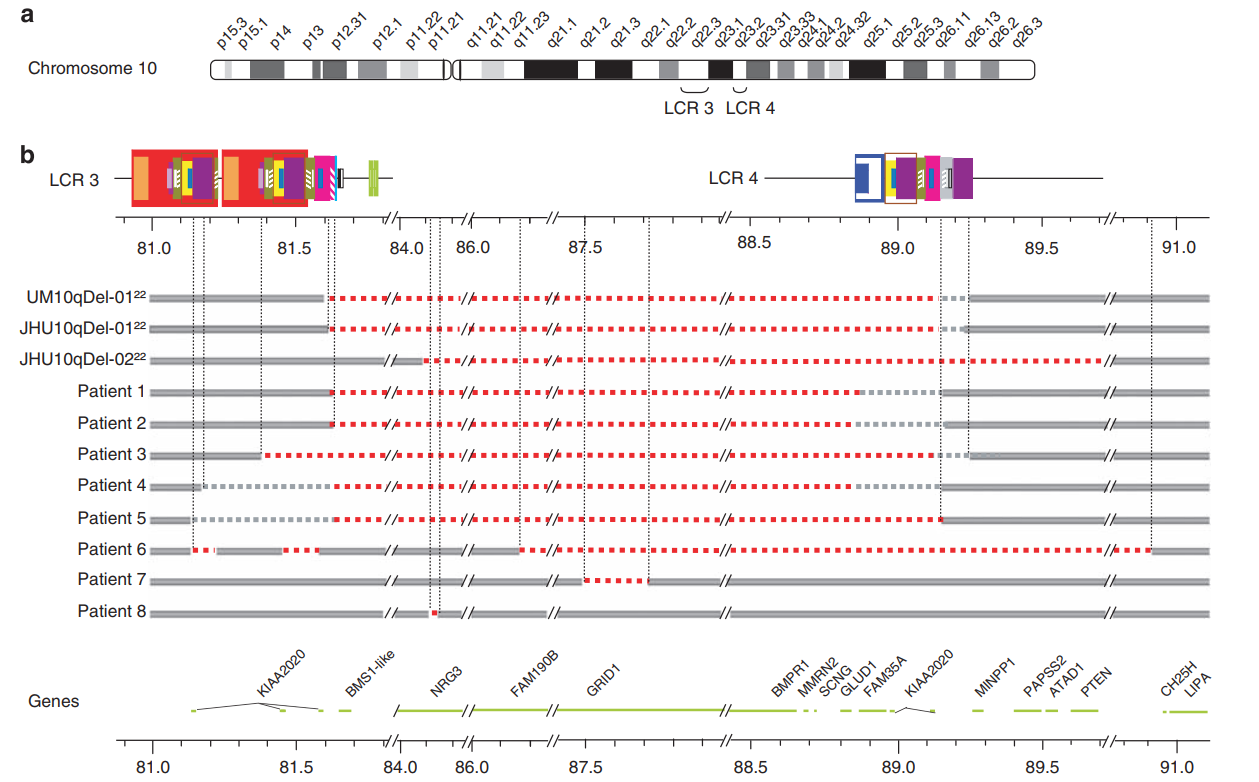 a
p15.3 p15.1 p14 p13 p12.31 p12.1 p11.22 p11.21 q11.21 q11.22 q11.23 q21.1 q21.2 q21.3 q22.1 q22.2 q22.3 q23.1 q23.2 q23.31 q23.33 q24.1 q24.2 q24.32 q25.1 q25.2 q25.3 q26.11 q26.13 q26.2 q26.3
Chromosome 10
LCR 3 LCR 4
b
LCR 3 LCR 4
81.0 81.5 84.0 86.0 87.5 88.5 89.0 89.5 91.0
UM10qDel-01²²
JHU10qDel-01²²
JHU10qDel-02²²
Patient 1
Patient 2
Patient 3
Patient 4
Patient 5
Patient 6
Patient 7
Patient 8
KIAA2020 BMS1-like NRG3 FAM190B GRID1 BMPR1 MMRN2 SCNG GLUD1 FAM35A KIAA2020 MINPP1 PAPSS2 ATAD1 PTEN CH25H LIPA
Genes
81.0 81.5 84.0 86.0 87.5 88.5 89.0 89.5 91.0